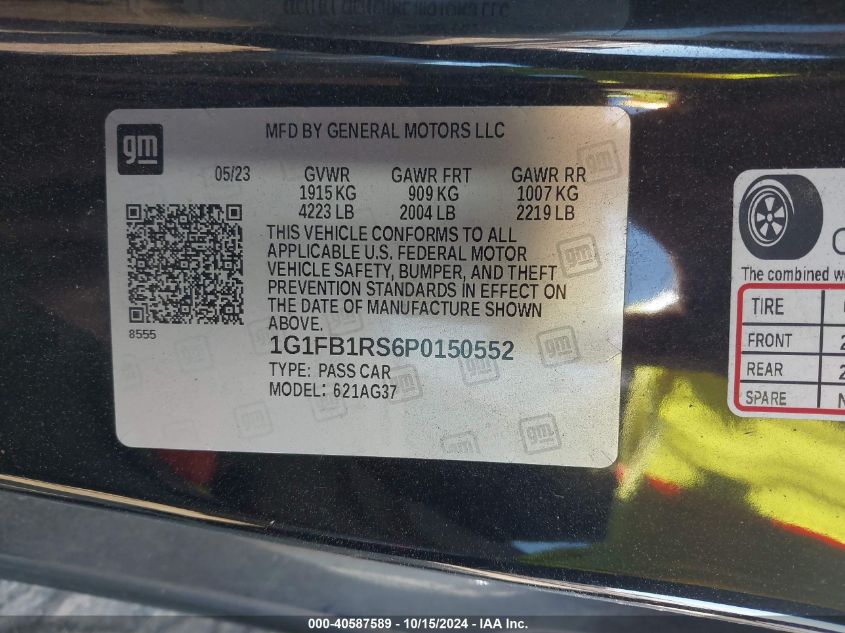 gm
MFD BY GENERAL MOTORS LLC
05/23 GVWR GAWR FRT GAWR RR
1915 KG 909 KG 1007 KG
4223 LB 2004 LB 2219 LB
THIS VEHICLE CONFORMS TO ALL
APPLICABLE U.S. FEDERAL MOTOR
VEHICLE SAFETY, BUMPER, AND THEFT
PREVENTION STANDARDS IN EFFECT ON
THE DATE OF MANUFACTURE SHOWN
ABOVE.
8555
1G1FB1RS6P0150552
TYPE: PASS CAR
MODEL: 621AG37
The combined
TIRE
FRONT 2
REAR 2
SPARE N
000-40587589 - 10/15/2024 - IAA Inc.